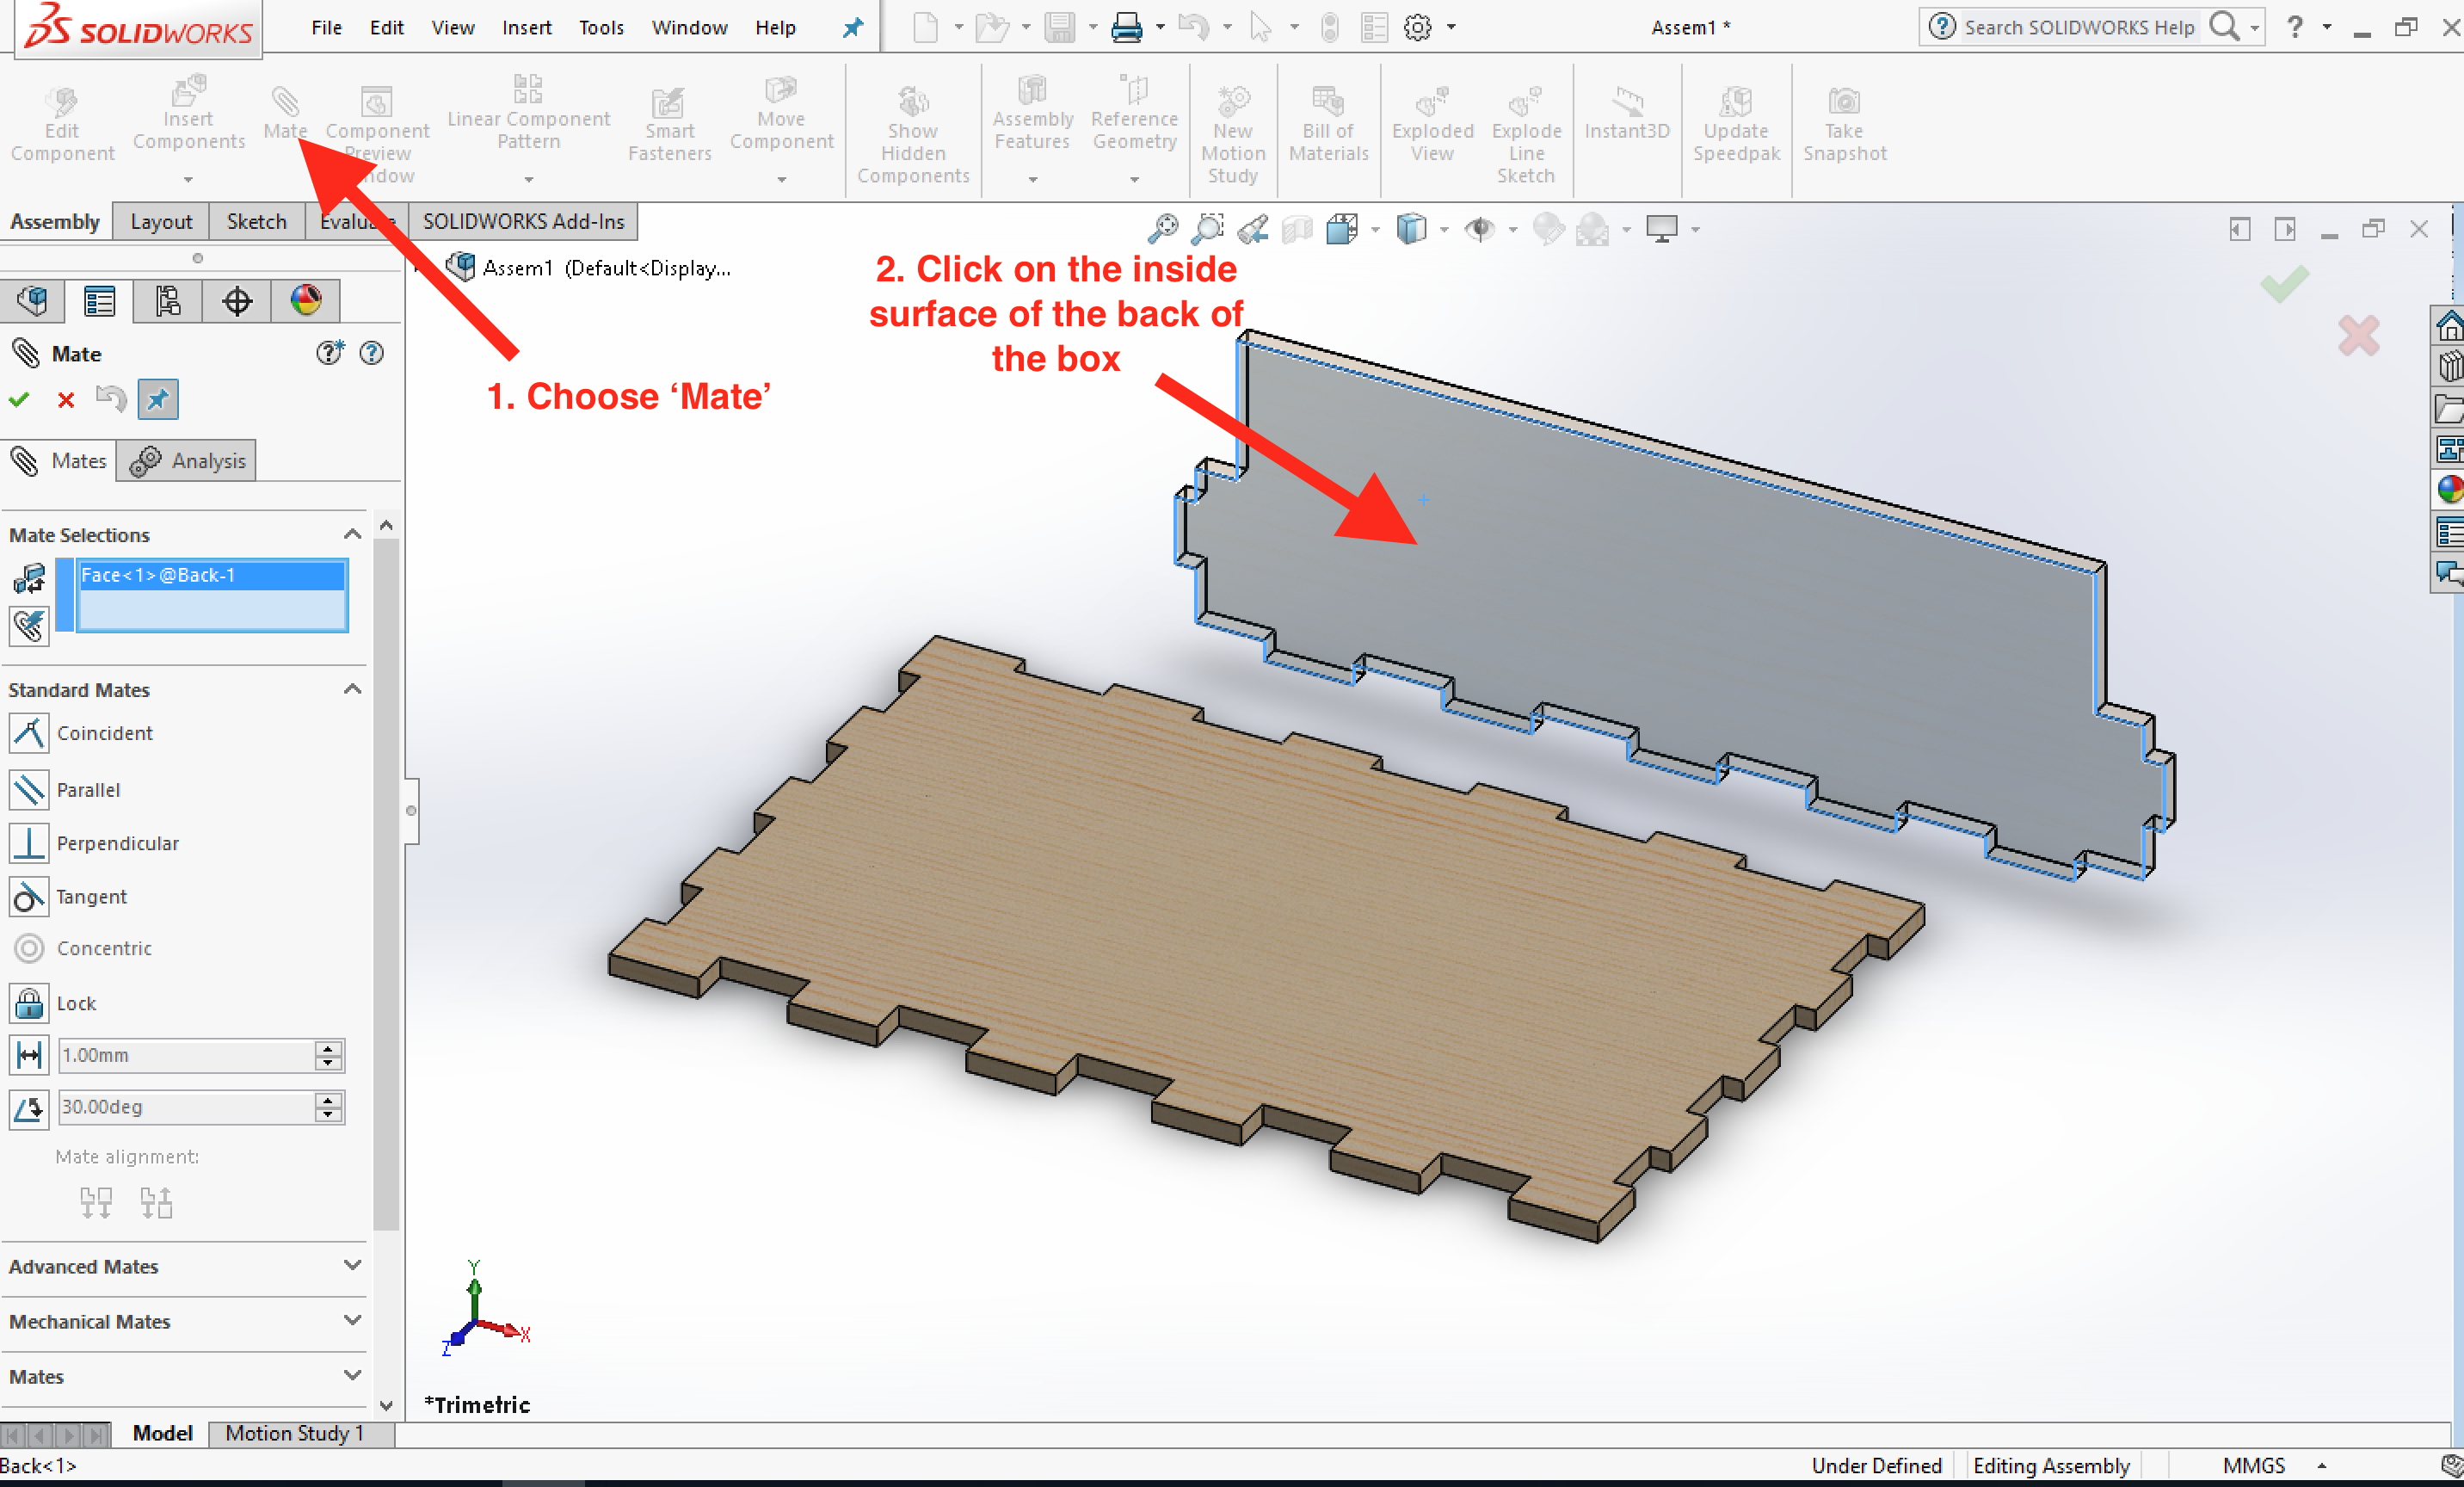 SOLIDWORKS
File Edit View Insert Tools Window Help
Assem1 *
Search SOLIDWORKS Help
?
Edit
Component
Insert
Components
Mate
Component
Preview
ndow
Linear Component
Pattern
Smart
Fasteners
Move
Component
Show
Hidden
Components
Assembly
Features
Reference
Geometry
New
Motion
Study
Bill of
Materials
Exploded
View
Explode
Line
Sketch
Instant3D
Update
Speedpak
Take
Snapshot
Assembly Layout Sketch Evaluate SOLIDWORKS Add-Ins
Assem1 (Default<Display...
1. Choose ‘Mate’
2. Click on the inside
surface of the back of
the box
Mate
Mates Analysis
Mate Selections
Face<1>@Back-1
Standard Mates
Coincident
Parallel
Perpendicular
Tangent
Concentric
Lock
1.00mm
30.00deg
Mate alignment:
Advanced Mates
Mechanical Mates
Mates
Y
X
Z
*Trimetric
Model Motion Study 1
Back<1>
Under Defined Editing Assembly MMGS